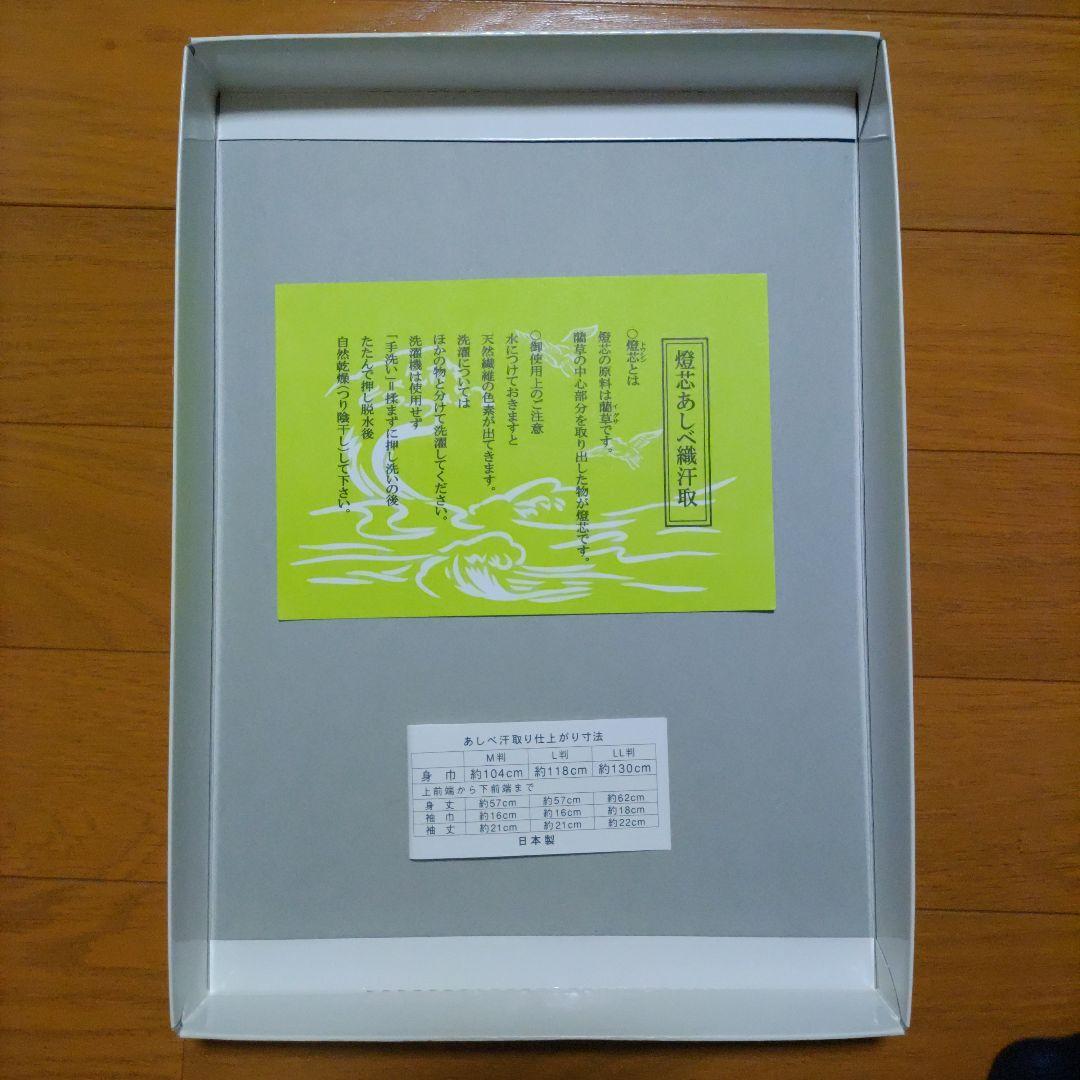 燈芯あしべ織汗取
○燈芯とは
トウシン
燈芯の原料は藺草です。
イグサ
藺草の中心部分を取り出した物が燈芯です。
○御使用上のご注意
水につけておきますと
天然繊維の色素が出てきます。
洗濯については
ほかの物と分けて洗濯してください。
洗濯機は使用せず
「手洗い」＝揉まずに押し洗いの後
たたんで押し脱水後
自然乾燥（つり陰干し）して下さい。
あしべ汗取り仕上がり寸法
M判 L判 LL判
身巾 約104cm 約118cm 約130cm
上前端から下前端まで
身丈 約57cm 約57cm 約62cm
袖巾 約16cm 約16cm 約18cm
袖丈 約21cm 約21cm 約22cm
日本製